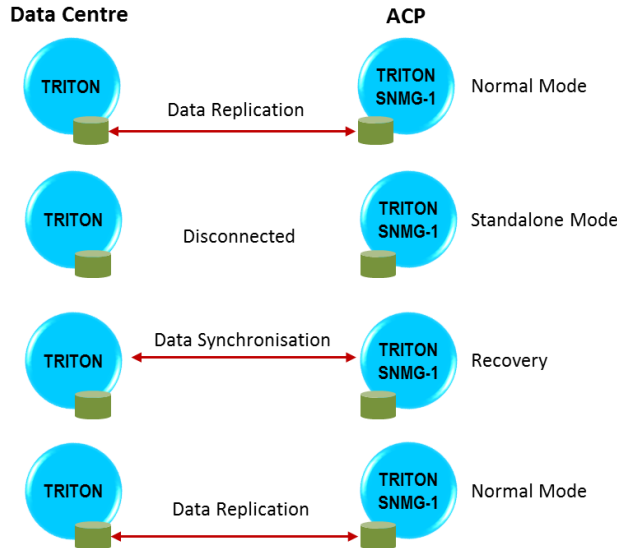 Data Centre
ACP
TRITON
TRITON
SNMG-1
Normal Mode
Data Replication
TRITON
Disconnected
TRITON
SNMG-1
Standalone Mode
TRITON
Data Synchronisation
TRITON
SNMG-1
Recovery
TRITON
Data Replication
TRITON
SNMG-1
Normal Mode